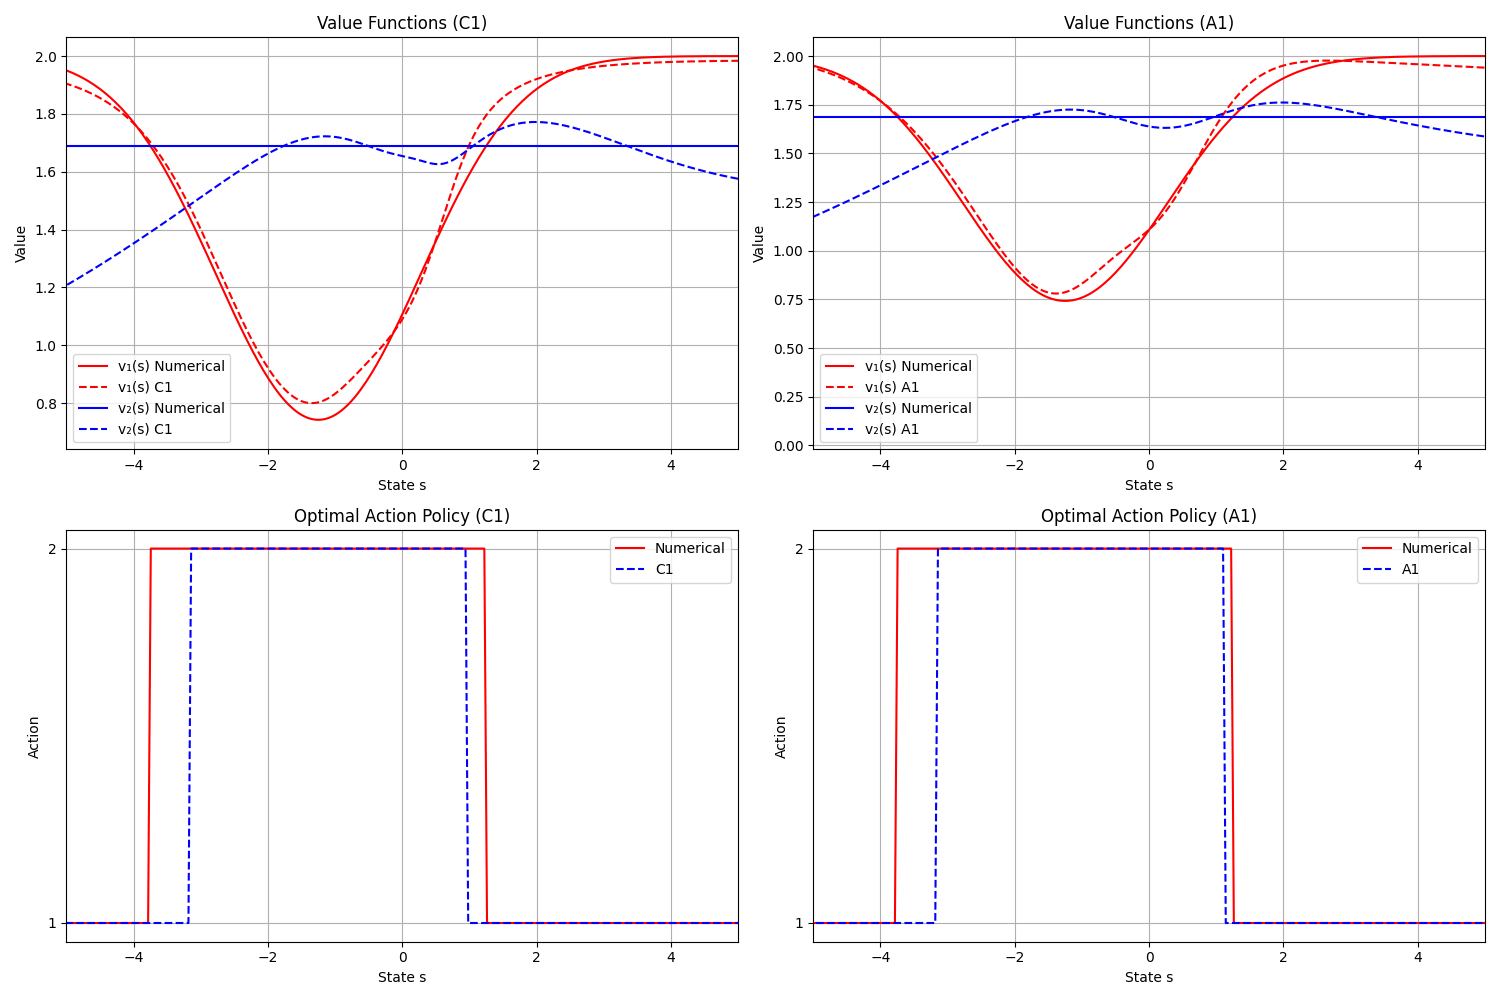 Value Functions (C1)
Value
2.0
1.8
1.6
1.4
1.2
1.0
0.8
v₁(s) Numerical
v₁(s) C1
v₂(s) Numerical
v₂(s) C1
−4 −2 0 2 4
State s
Value Functions (A1)
Value
2.00
1.75
1.50
1.25
1.00
0.75
0.50
0.25
0.00
v₁(s) Numerical
v₁(s) A1
v₂(s) Numerical
v₂(s) A1
−4 −2 0 2 4
State s
Optimal Action Policy (C1)
Action
2
1
Numerical
C1
−4 −2 0 2 4
State s
Optimal Action Policy (A1)
Action
2
1
Numerical
A1
−4 −2 0 2 4
State s